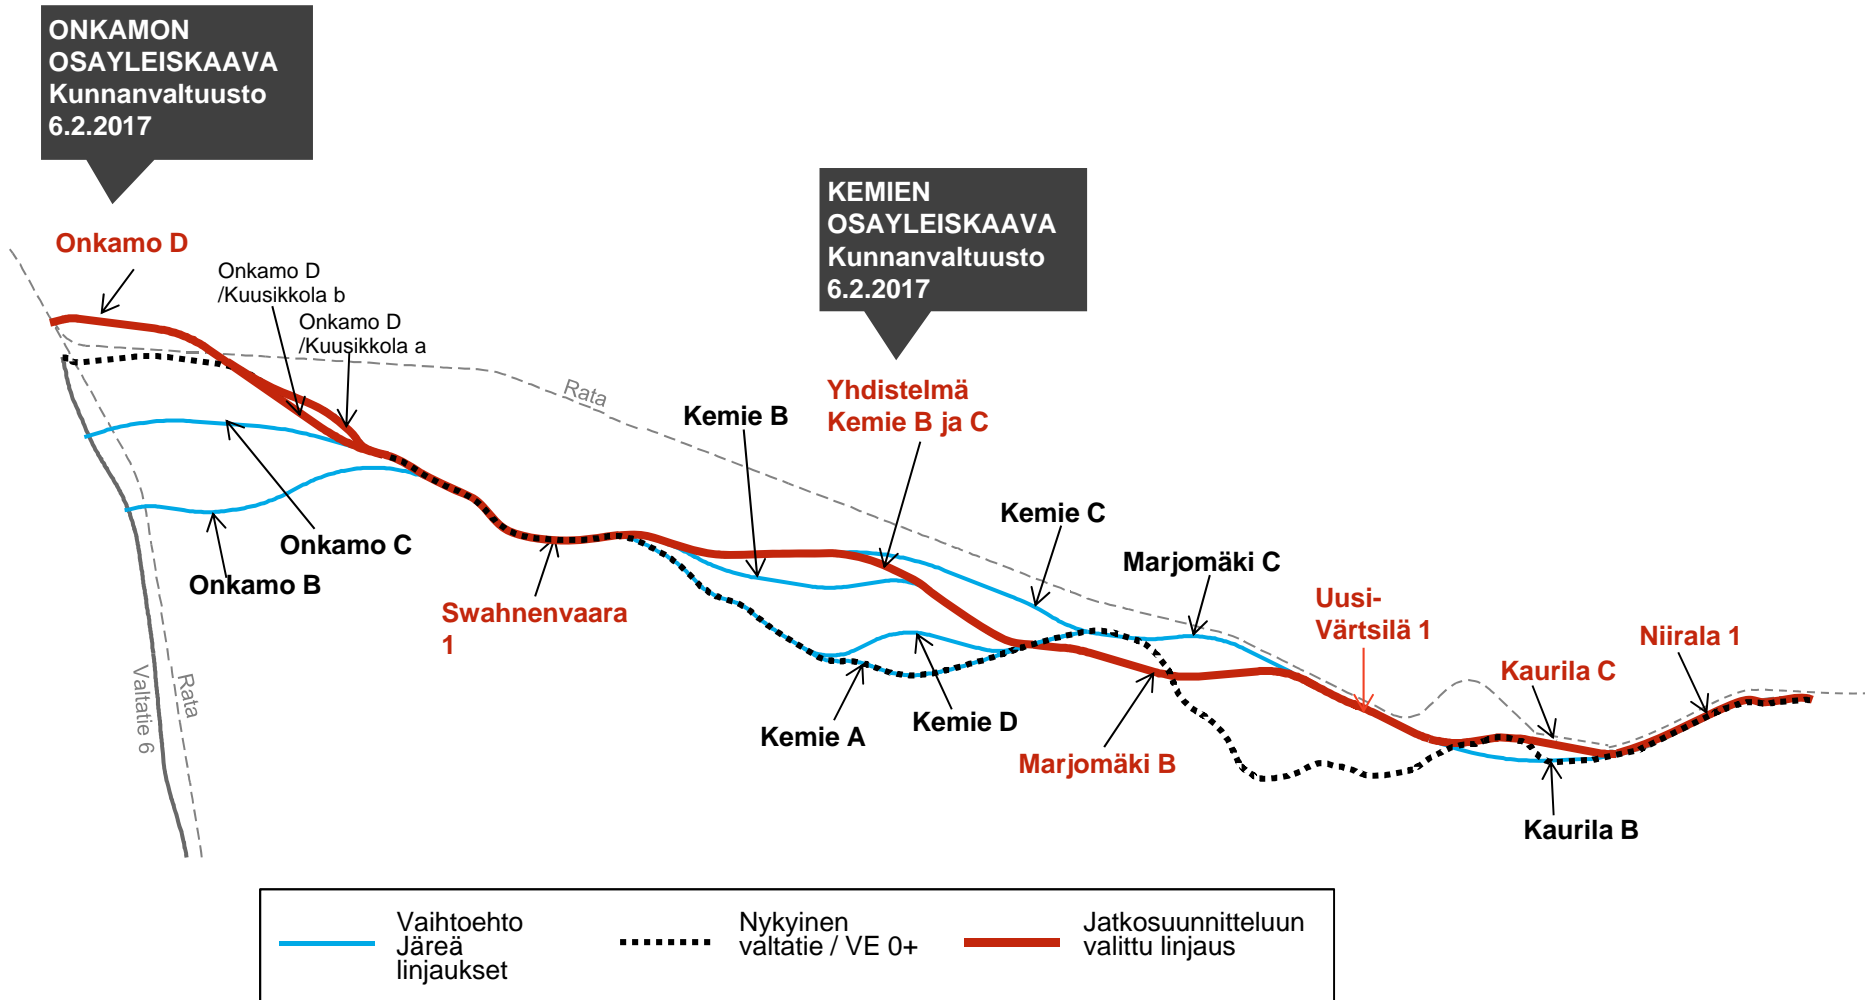 ONKAMON
OSAYLEISKAAVA
Kunnanvaltuusto
6.2.2017
KEMIEN
OSAYLEISKAAVA
Kunnanvaltuusto
6.2.2017
Onkamo D
Onkamo D
/Kuusikkola b
Onkamo D
/Kuusikkola a
Rata
Kemie B
Yhdistelmä
Kemie B ja C
Kemie C
Marjomäki C
Onkamo C
Onkamo B
Swahnenvaara
1
Uusi-
Värtsilä 1
Niirala 1
Kaurila C
Valtatie 6
Rata
Kemie A
Kemie D
Marjomäki B
Kaurila B
Vaihtoehto
Järeä
linjaukset
Nykyinen
valtatie / VE 0+
Jatkosuunnitteluun
valittu linjaus